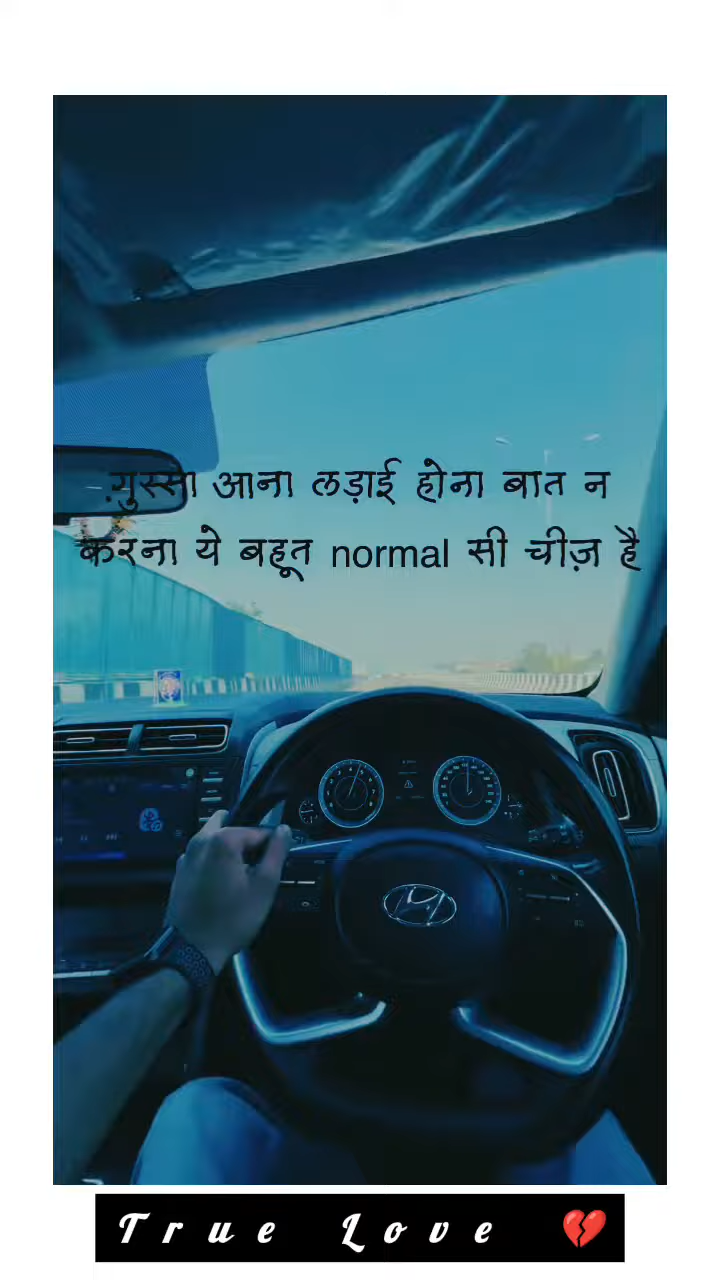 .गुस्सा आना लड़ाई होना बात न
करना ये बहूत normal सी चीज़ है
True Love 💔